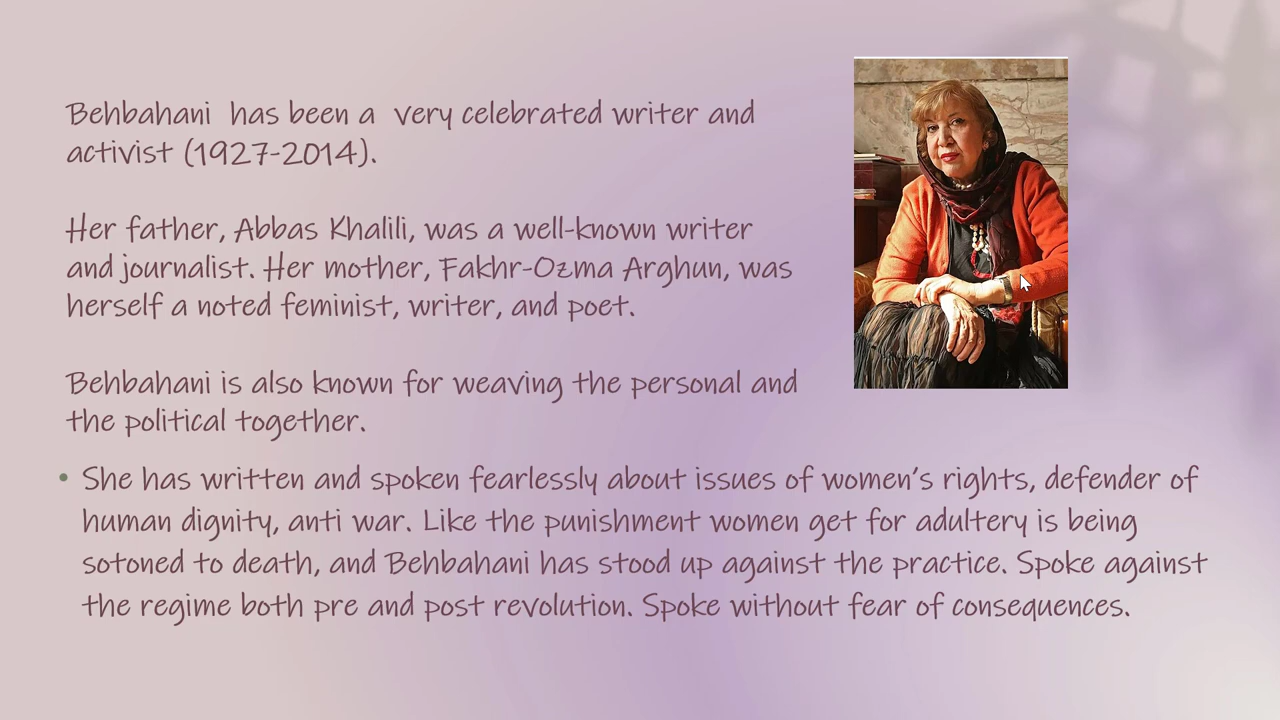 Behbahani has been a very celebrated writer and
activist (1927-2014).
Her father, Abbas Khalili, was a well-known writer
and journalist. Her mother, Fakhr-Ozma Arghun, was
herself a noted feminist, writer, and poet.
Behbahani is also known for weaving the personal and
the political together.
• She has written and spoken fearlessly about issues of women's rights, defender of
human dignity, anti war. Like the punishment women get for adultery is being
sotoned to death, and Behbahani has stood up against the practice. Spoke against
the regime both pre and post revolution. Spoke without fear of consequences.